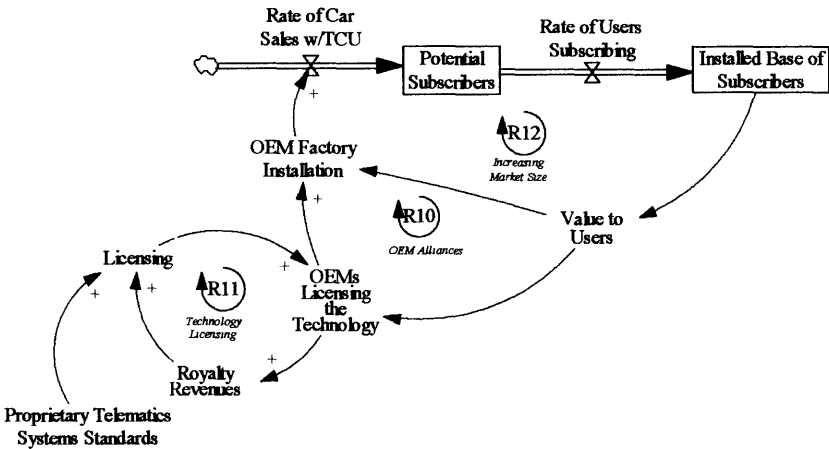 Rate of Car
Sales w/TCU
Rate of Users
Subscribing
Potential
Subscribers
Installed Base of
Subscribers
+
R12
Increasing
Market Size
OEM Factory
Installation
+
R10
OEM Alliances
Value to
Users
Licensing
+
+
+
R11
Technology
Licensing
OEMs
Licensing
the
Technology
+
Royalty
Revenues
Proprietary Telematics
Systems Standards